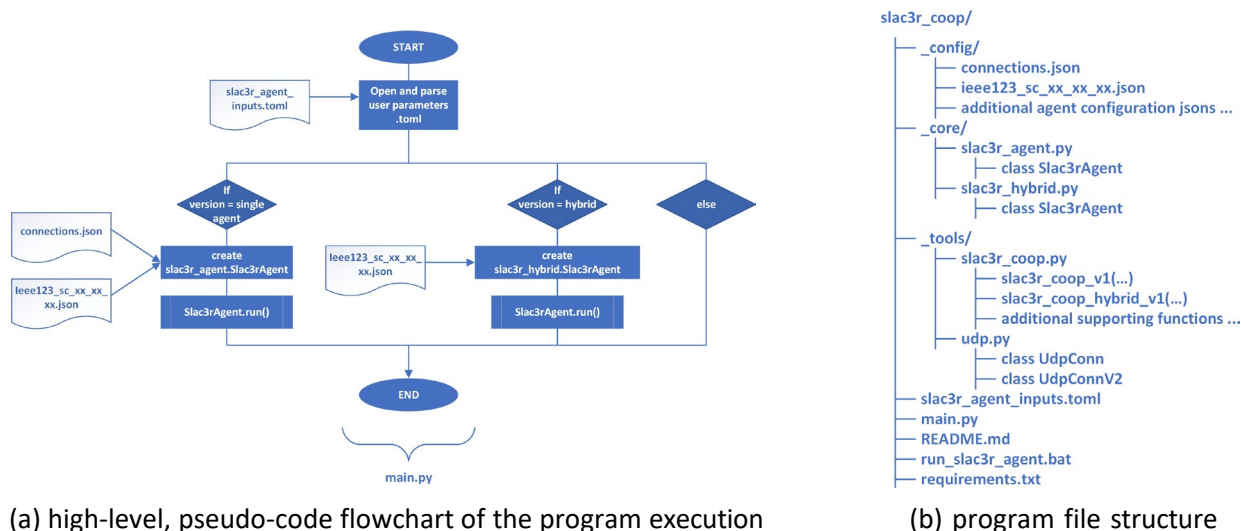 START
slac3r_agent_
inputs.toml
Open and parse
user parameters
.toml
If
version = single
agent
If
version = hybrid
else
connections.json
Ieee123_sc_xx_xx_
xx.json
create
slac3r_agent.Slac3rAgent
Slac3rAgent.run()
Ieee123_sc_xx_xx_
xx.json
create
slac3r_hybrid.Slac3rAgent
Slac3rAgent.run()
END
main.py
(a) high-level, pseudo-code flowchart of the program execution
slac3r_coop/
_config/
connections.json
ieee123_sc_xx_xx_xx.json
additional agent configuration jsons ...
_core/
slac3r_agent.py
class Slac3rAgent
slac3r_hybrid.py
class Slac3rAgent
_tools/
slac3r_coop.py
slac3r_coop_v1(...)
slac3r_coop_hybrid_v1(...)
additional supporting functions ...
udp.py
class UdpConn
class UdpConnV2
slac3r_agent_inputs.toml
main.py
README.md
run_slac3r_agent.bat
requirements.txt
(b) program file structure